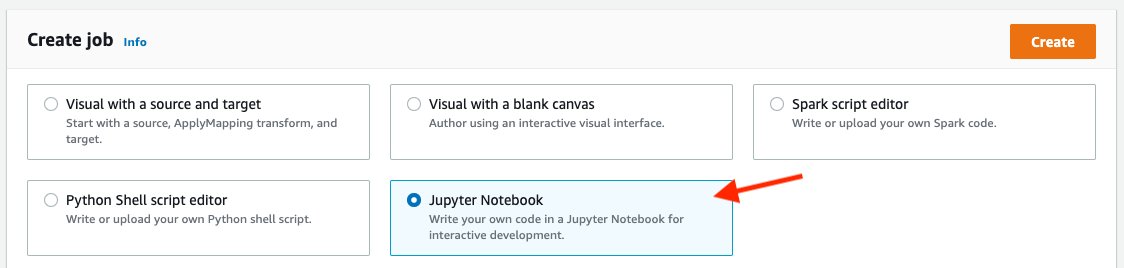 Create job Info
Create
Visual with a source and target
Start with a source, ApplyMapping transform, and
target.
Visual with a blank canvas
Author using an interactive visual interface.
Spark script editor
Write or upload your own Spark code.
Python Shell script editor
Write or upload your own Python shell script.
Jupyter Notebook
Write your own code in a Jupyter Notebook for
interactive development.